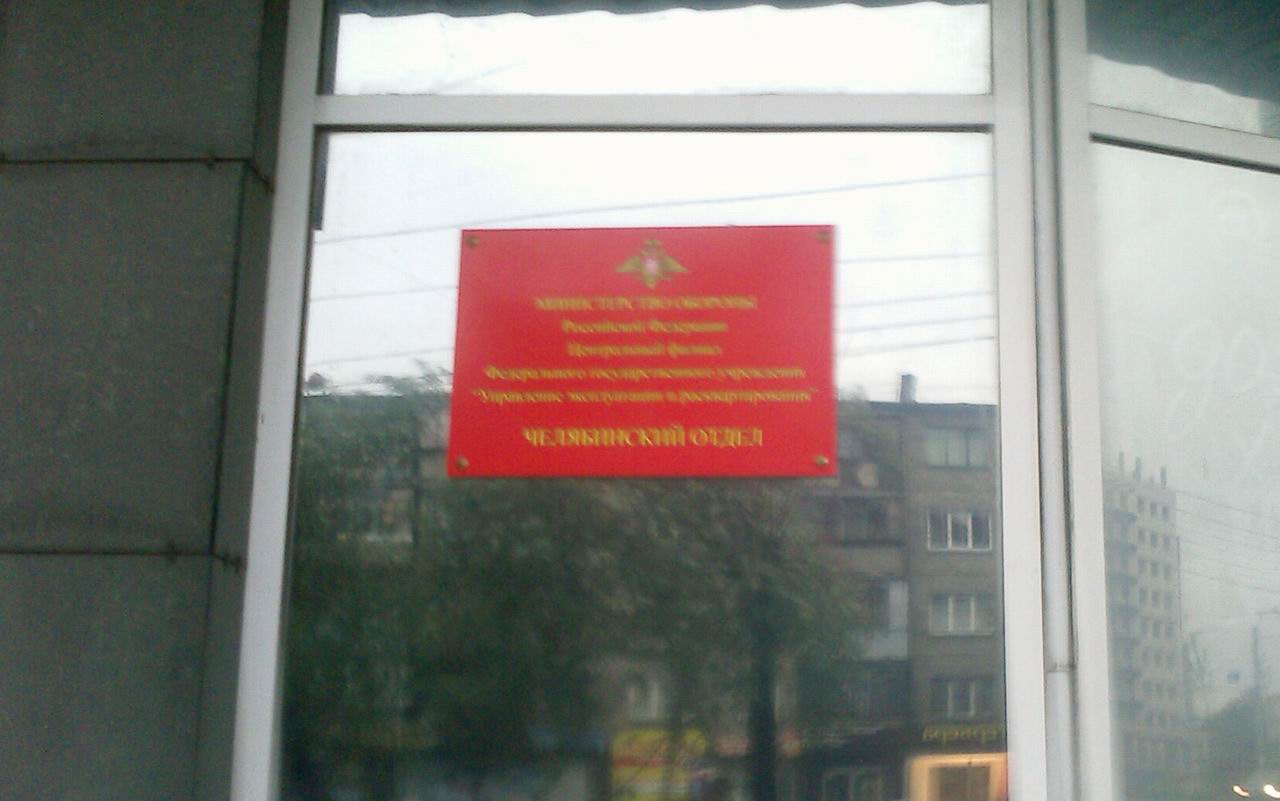 МИНИСТЕРСТВО ОБОРОНЫ
Российской Федерации
Центральный филиал
Федерального государственного учреждения
"Управление эксплуатации и расквартирования"
ЧЕЛЯБИНСКИЙ ОТДЕЛ